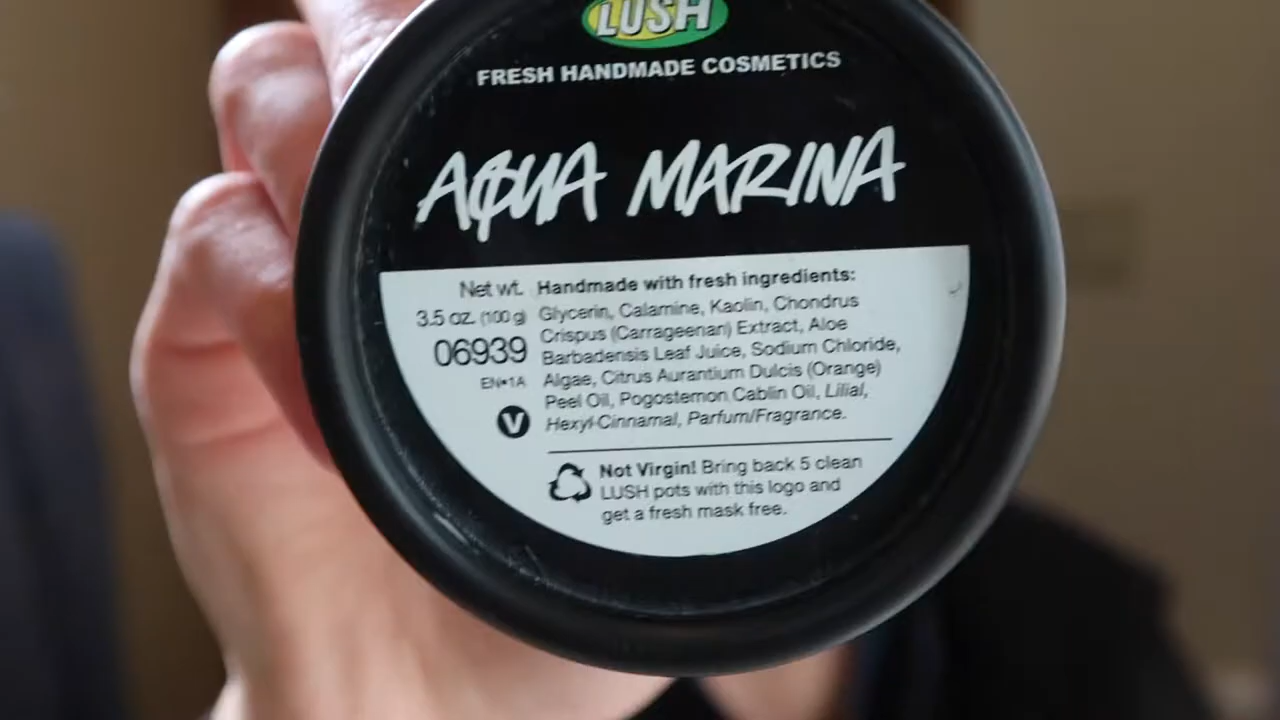 LUSH
FRESH HANDMADE COSMETICS
AQUA MARINA
Net wt.
3.5 oz. (100 g)
06939
EN•1A
V
Handmade with fresh ingredients:
Glycerin, Calamine, Kaolin, Chondrus
Crispus (Carrageenan) Extract, Aloe
Barbadensis Leaf Juice, Sodium Chloride,
Algae, Citrus Aurantium Dulcis (Orange)
Peel Oil, Pogostemon Cablin Oil, Lilial,
Hexyl-Cinnamal, Parfum/Fragrance.
Not Virgin! Bring back 5 clean
LUSH pots with this logo and
get a fresh mask free.